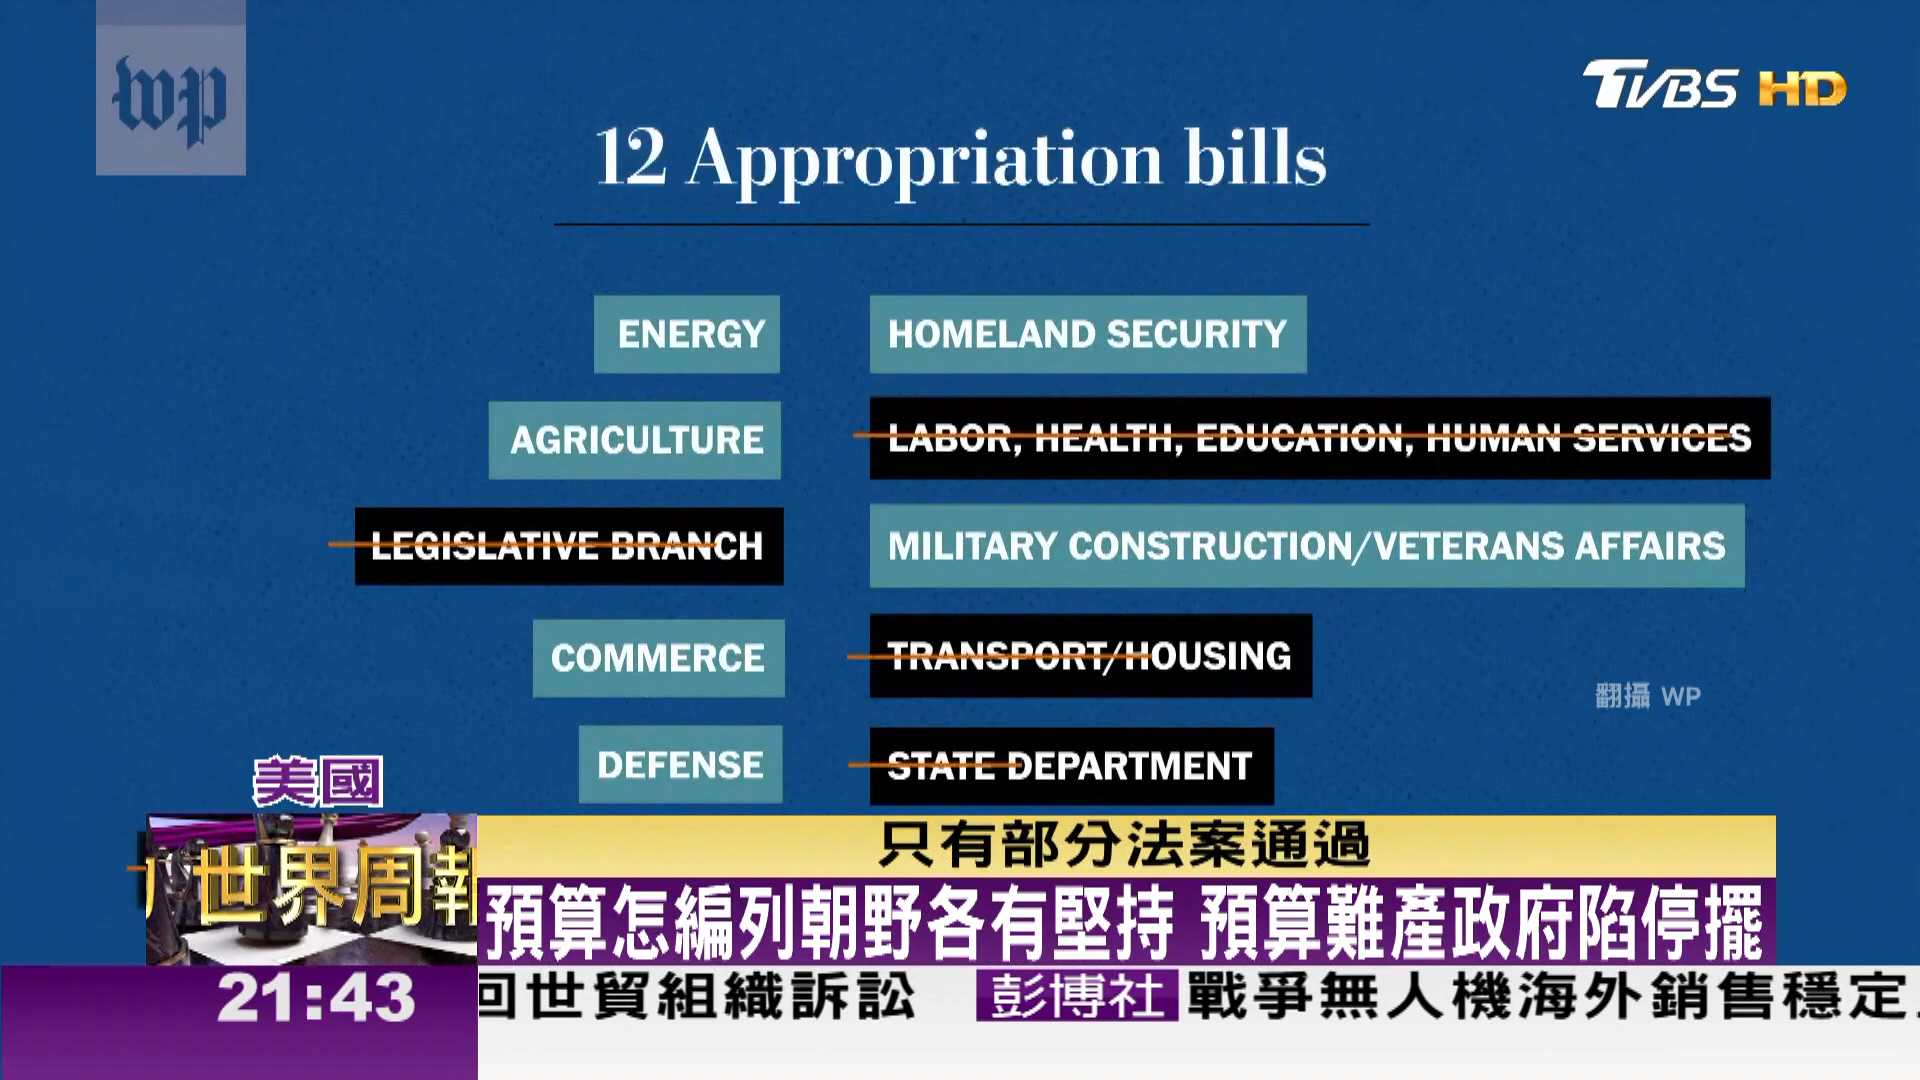 wp
TVBS HD
12 Appropriation bills
ENERGY
HOMELAND SECURITY
AGRICULTURE
LABOR, HEALTH, EDUCATION, HUMAN SERVICES
LEGISLATIVE BRANCH
MILITARY CONSTRUCTION/VETERANS AFFAIRS
COMMERCE
TRANSPORT/HOUSING
翻攝 WP
DEFENSE
STATE DEPARTMENT
美國
世界周報
只有部分法案通過
預算怎編列朝野各有堅持 預算難產政府陷停擺
21:43
回世貿組織訴訟 彭博社 戰爭無人機海外銷售穩定